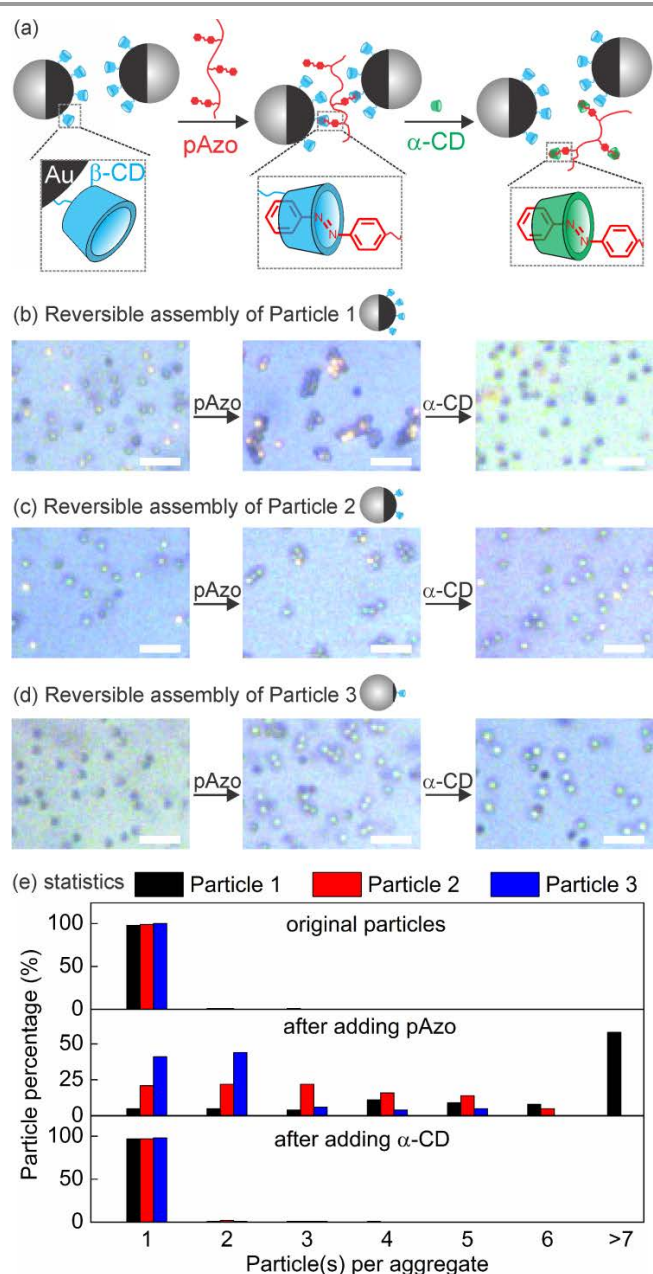 (a)
pAzo
α-CD
Au
β-CD
N
N
N
N
(b) Reversible assembly of Particle 1
pAzo
α-CD
(c) Reversible assembly of Particle 2
pAzo
α-CD
(d) Reversible assembly of Particle 3
pAzo
α-CD
(e) statistics Particle 1 Particle 2 Particle 3
Particle percentage (%)
100
50
0
original particles
50
25
0
after adding pAzo
100
50
0
after adding α-CD
1 2 3 4 5 6 >7
Particle(s) per aggregate